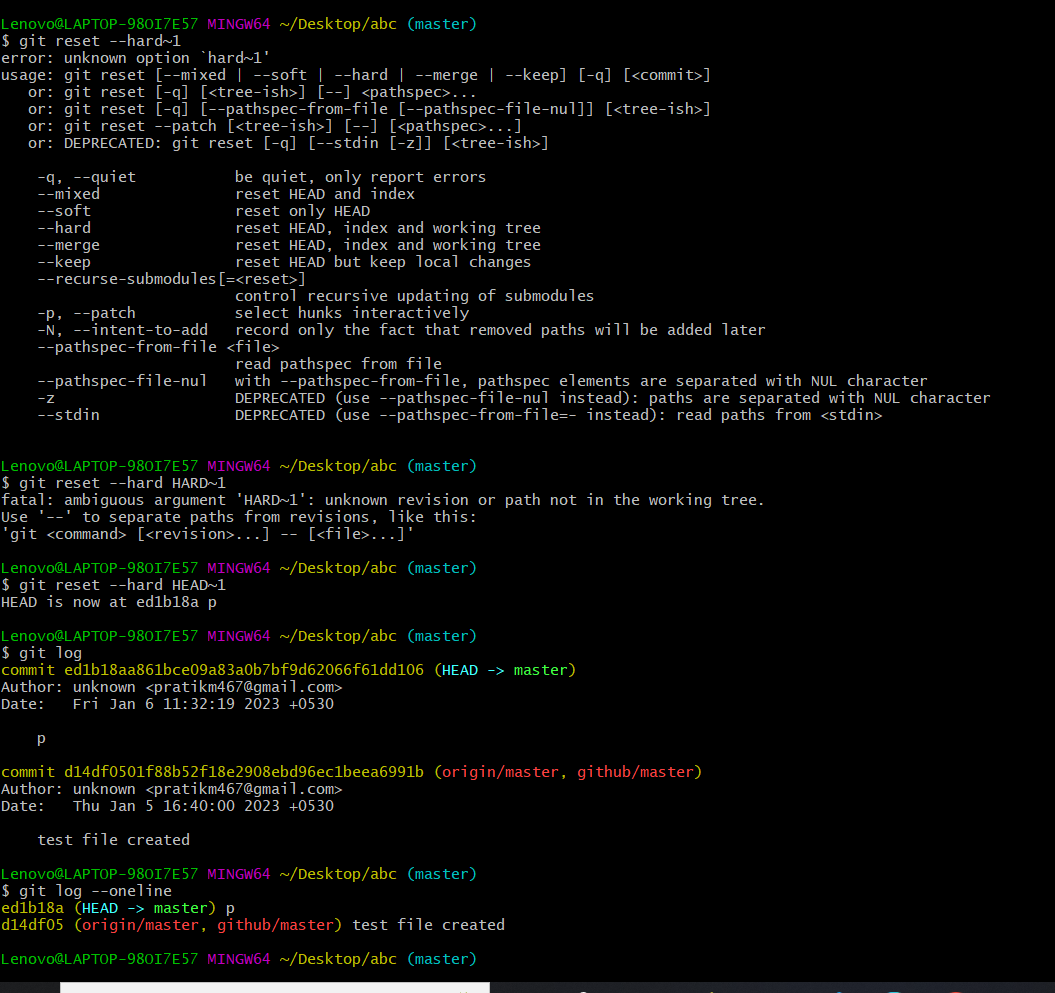 Lenovo@LAPTOP-98OI7E57 MINGW64 ~/Desktop/abc (master)
$ git reset --hard~1
error: unknown option `hard~1'
usage: git reset [--mixed | --soft | --hard | --merge | --keep] [-q] [<commit>]
   or: git reset [-q] [<tree-ish>] [--] <pathspec>...
   or: git reset [-q] [--pathspec-from-file [--pathspec-file-nul]] [<tree-ish>]
   or: git reset --patch [<tree-ish>] [--] [<pathspec>...]
   or: DEPRECATED: git reset [-q] [--stdin [-z]] [<tree-ish>]

    -q, --quiet           be quiet, only report errors
    --mixed               reset HEAD and index
    --soft                reset only HEAD
    --hard                reset HEAD, index and working tree
    --merge               reset HEAD, index and working tree
    --keep                reset HEAD but keep local changes
    --recurse-submodules[=<reset>]
                          control recursive updating of submodules
    -p, --patch           select hunks interactively
    -N, --intent-to-add   record only the fact that removed paths will be added later
    --pathspec-from-file <file>
                          read pathspec from file
    --pathspec-file-nul   with --pathspec-from-file, pathspec elements are separated with NUL character
    -z                    DEPRECATED (use --pathspec-file-nul instead): paths are separated with NUL character
    --stdin               DEPRECATED (use --pathspec-from-file=- instead): read paths from <stdin>

Lenovo@LAPTOP-98OI7E57 MINGW64 ~/Desktop/abc (master)
$ git reset --hard HARD~1
fatal: ambiguous argument 'HARD~1': unknown revision or path not in the working tree.
Use '--' to separate paths from revisions, like this:
'git <command> [<revision>...] -- [<file>...]'

Lenovo@LAPTOP-98OI7E57 MINGW64 ~/Desktop/abc (master)
$ git reset --hard HEAD~1
HEAD is now at ed1b18a p

Lenovo@LAPTOP-98OI7E57 MINGW64 ~/Desktop/abc (master)
$ git log
commit ed1b18aa861bce09a83a0b7bf9d62066f61dd106 (HEAD -> master)
Author: unknown <pratikm467@gmail.com>
Date:   Fri Jan 6 11:32:19 2023 +0530

    p

commit d14df0501f88b52f18e2908ebd96ec1beea6991b (origin/master, github/master)
Author: unknown <pratikm467@gmail.com>
Date:   Thu Jan 5 16:40:00 2023 +0530

    test file created

Lenovo@LAPTOP-98OI7E57 MINGW64 ~/Desktop/abc (master)
$ git log --oneline
ed1b18a (HEAD -> master) p
d14df05 (origin/master, github/master) test file created

Lenovo@LAPTOP-98OI7E57 MINGW64 ~/Desktop/abc (master)